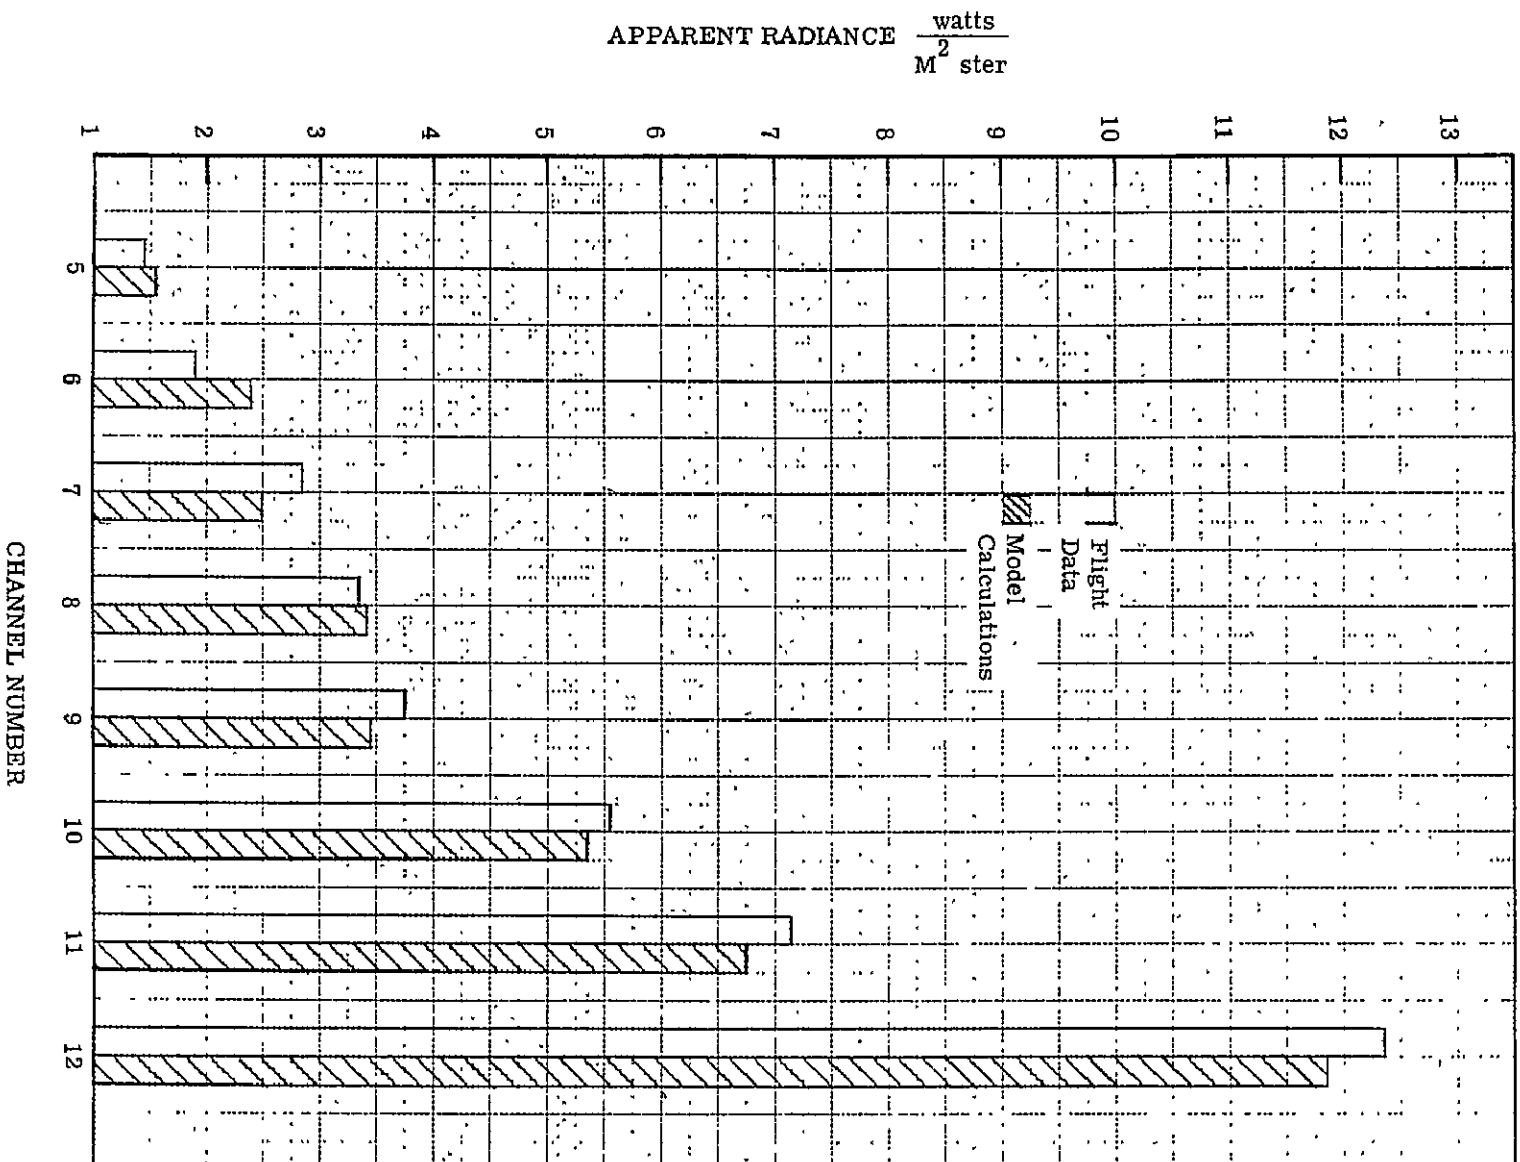 APPARENT RADIANCE watts
M2 ster
1 2 3 4 5 6 7 8 9 10 11 12 13
5
6
7
8
9
10
11
12
Flight
Data
Model
Calculations
CHANNEL NUMBER